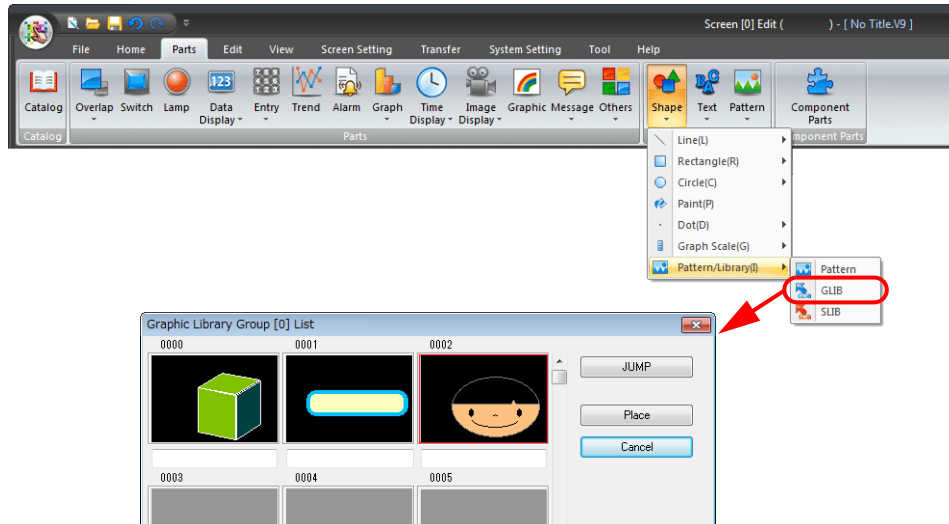 Screen [0] Edit ( ) - [ No Title.V9 ]
File Home Parts Edit View Screen Setting Transfer System Setting Tool Help
123
Catalog Overlap Switch Lamp Data Display Entry Trend Alarm Graph Time Display Image Display Graphic Message Others Shape Text Pattern Component Parts
Catalog Parts omponent Parts
Line(L)
Rectangle(R)
Circle(C)
Paint(P)
Dot(D)
Graph Scale(G)
Pattern/Library(I) Pattern
GLIB
SLIB
Graphic Library Group [0] List
0000 0001 0002
JUMP
Place
Cancel
0003 0004 0005